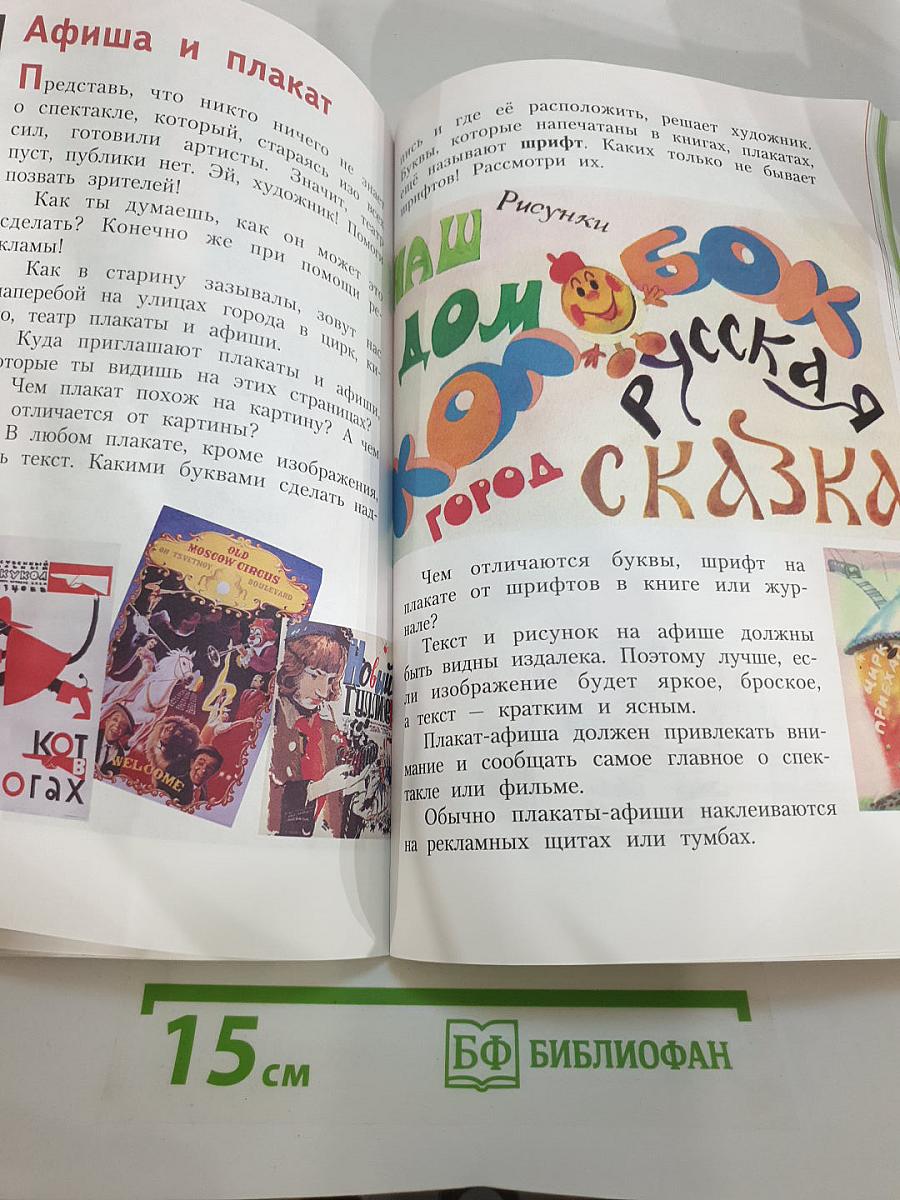 Афиша и плакат
Представь, что никто ничего не знает
о спектакле, который, стараясь изо всех
сил, готовили артисты. Значит, театр
пуст, публики нет. Эй, художник! Помоги
позвать зрителей!
Как ты думаешь, как он может это
сделать? Конечно же при помощи ре-
кламы!
Как в старину зазывалы, зовут нас
наперебой на улицах города в цирк, ки-
но, театр плакаты и афиши.
Куда приглашают плакаты и афиши,
которые ты видишь на этих страницах?
Чем плакат похож на картину? А чем
отличается от картины?
В любом плакате, кроме изображения,
ь текст. Какими буквами сделать над-
КОТ
В
ОГАХ
OLD
MOSCOW CIRCUS
ON TSVETNOY BOULEVARD
WELCOME
Новый
Гулливе
пись и где её расположить, решает художник.
Буквы, которые напечатаны в книгах, плакатах,
ещё называют шрифт. Каких только не бывает
шрифтов! Рассмотри их.
Рисунки
НАШ
ДОМ
КОЛОБОК
РУССКАЯ
ГОРОД
СКАЗКА
Чем отличаются буквы, шрифт на
плакате от шрифтов в книге или жур-
нале?
Текст и рисунок на афише должны
быть видны издалека. Поэтому лучше, ес-
ли изображение будет яркое, броское,
а текст — кратким и ясным.
Плакат-афиша должен привлекать вни-
мание и сообщать самое главное о спек-
такле или фильме.
Обычно плакаты-афиши наклеиваются
на рекламных щитах или тумбах.
ЦИРК
ПРИЕХА
15 см
БФ БИБЛИОФАН